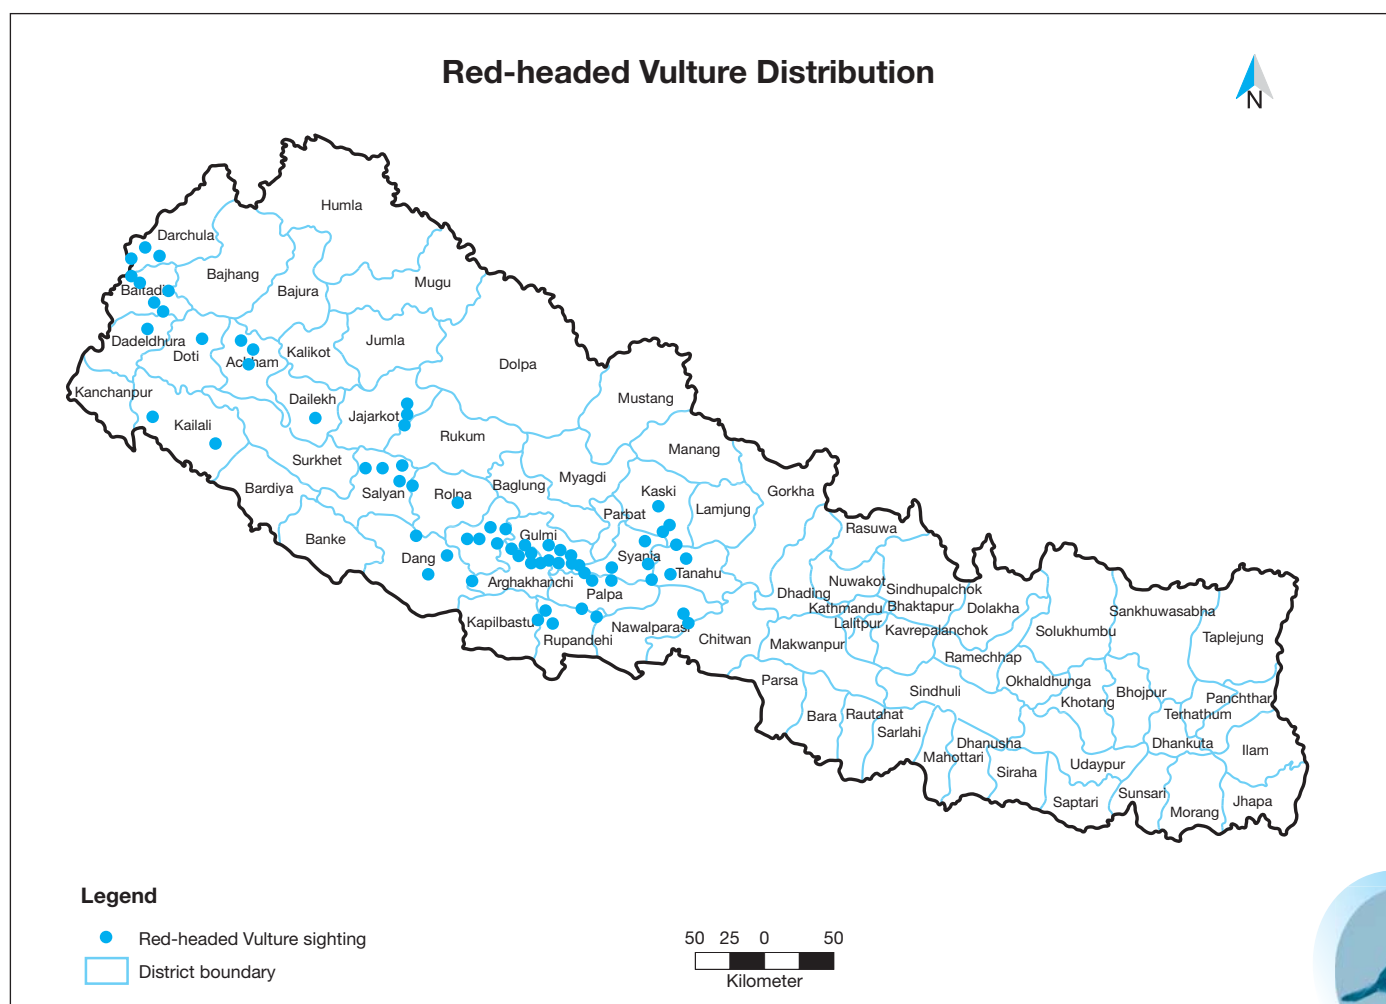 Red-headed Vulture Distribution
N
Humla
Darchula
Bajhang
Mugu
Baitadi
Bajura
Dadeldhura
Jumla
Doti
Achham
Kalikot
Dolpa
Kanchanpur
Dailekh
Mustang
Jajarkot
Kailali
Rukum
Manang
Surkhet
Myagdi
Baglung
Bardiya
Salyan
Rolpa
Kaski
Gorkha
Lamjung
Parbat
Rasuwa
Banke
Gulmi
Dang
Syanja
Tanahu
Arghakhanchi
Nuwakot
Sindhupalchok
Palpa
Dhading
Kathmandu
Bhaktapur
Dolakha
Sankhuwasabha
Kapilbastu
Lalitpur
Nawalparasi
Kavrepalanchok
Solukhumbu
Rupandehi
Chitwan
Makwanpur
Taplejung
Ramechhap
Parsa
Okhaldhunga
Sindhuli
Bhojpur
Panchthar
Khotang
Bara
Rautahat
Terhathum
Sarlahi
Dhanusha
Dhankuta
Ilam
Mahottari
Udaypur
Siraha
Sunsari
Saptari
Jhapa
Morang
Legend
Red-headed Vulture sighting
District boundary
50 25 0 50
Kilometer